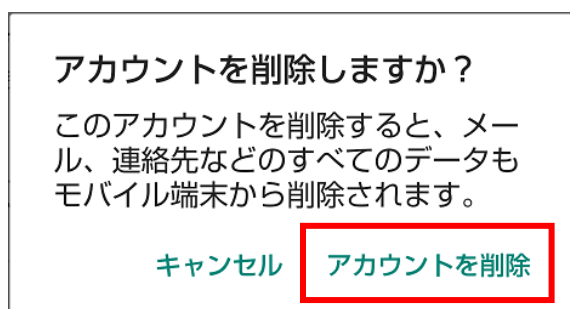 アカウントを削除しますか？
このアカウントを削除すると、メー
ル、連絡先などのすべてのデータも
モバイル端末から削除されます。
キャンセル アカウントを削除